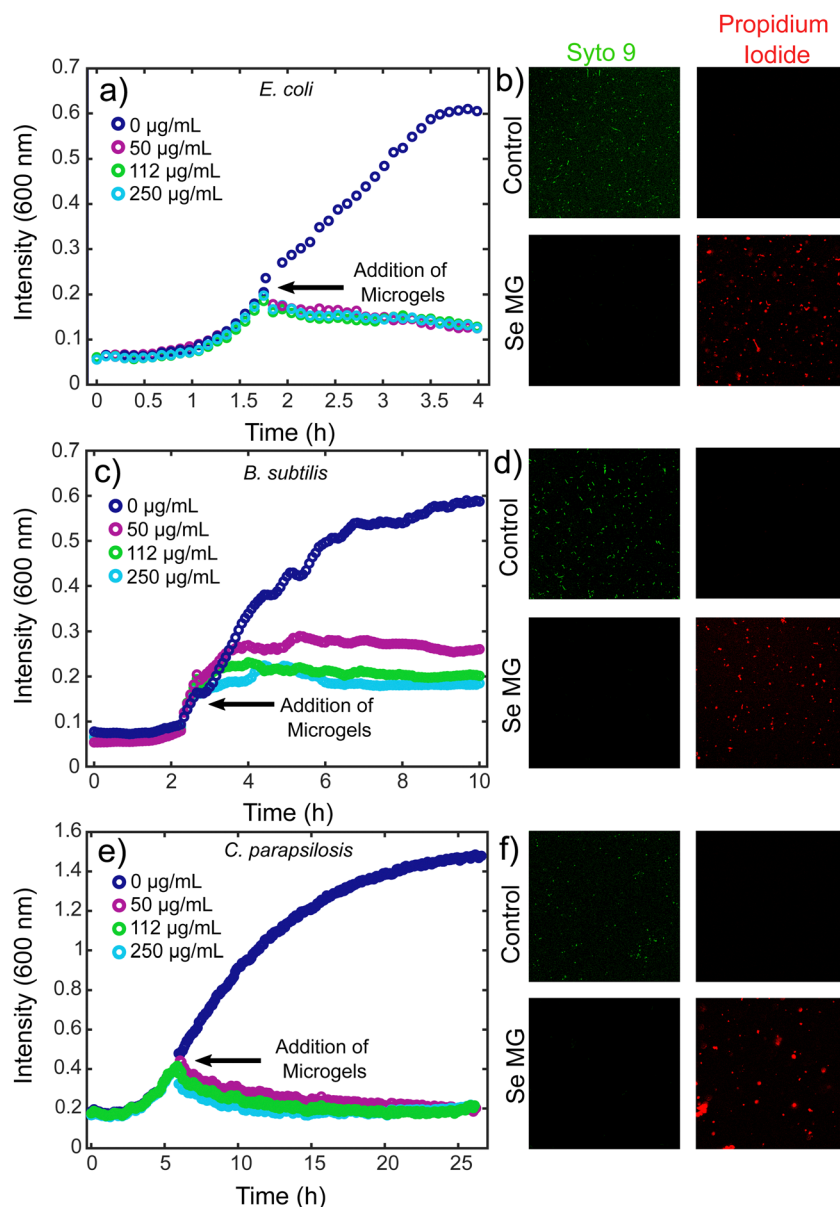 Syto 9
Propidium
Iodide
a)
E. coli
0 µg/mL
50 µg/mL
112 µg/mL
250 µg/mL
Addition of
Microgels
Intensity (600 nm)
0.7
0.6
0.5
0.4
0.3
0.2
0.1
0
0 0.5 1 1.5 2 2.5 3 3.5 4
Time (h)
b)
Control
Se MG
c)
B. subtilis
0 µg/mL
50 µg/mL
112 µg/mL
250 µg/mL
Addition of
Microgels
Intensity (600 nm)
0.7
0.6
0.5
0.4
0.3
0.2
0.1
0
0 2 4 6 8 10
Time (h)
d)
Control
Se MG
e)
C. parapsilosis
0 µg/mL
50 µg/mL
112 µg/mL
250 µg/mL
Addition of
Microgels
Intensity (600 nm)
1.6
1.4
1.2
1
0.8
0.6
0.4
0.2
0
0 5 10 15 20 25
Time (h)
f)
Control
Se MG